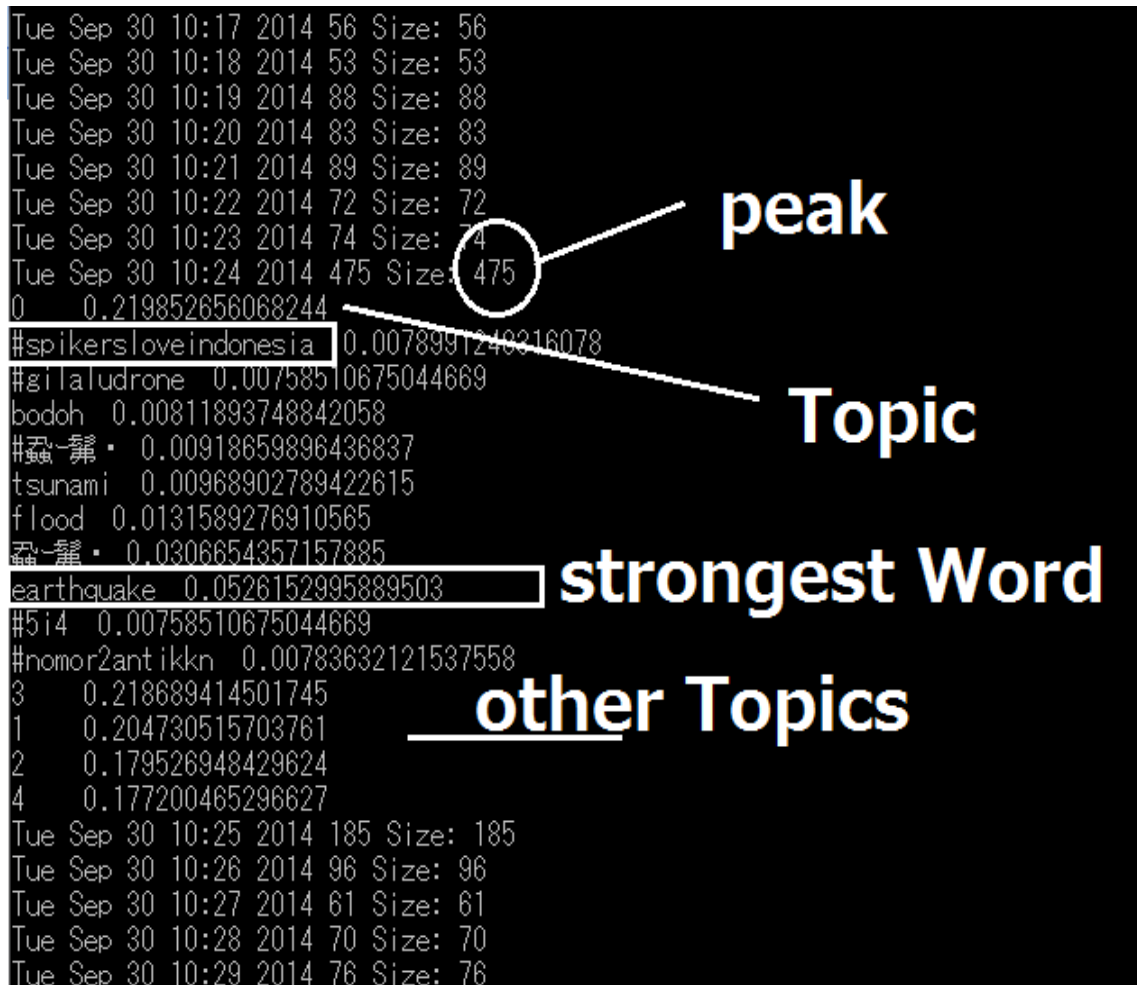 Tue Sep 30 10:17 2014 56 Size: 56
Tue Sep 30 10:18 2014 53 Size: 53
Tue Sep 30 10:19 2014 88 Size: 88
Tue Sep 30 10:20 2014 83 Size: 83
Tue Sep 30 10:21 2014 89 Size: 89
Tue Sep 30 10:22 2014 72 Size: 72
peak
Tue Sep 30 10:23 2014 74 Size: 74
Tue Sep 30 10:24 2014 475 Size: 475
0 0.219852656068244
#spikersloveindonesia
#gilaludrone 0.00758510675044669
Topic
bodoh 0.00811893748842058
0.00918659896436837
tsunami 0.00968902789422615
flood 0.0131589276910565
0.0306654357157885
strongest Word
earthquake 0.0526152995889503
#5i4 0.00758510675044669
#nomor2antikkn 0.00783632121537558
3 0.218689414501745
other Topics
1 0.204730515703761
2 0.179526948429624
4 0.177200465296627
Tue Sep 30 10:25 2014 185 Size: 185
Tue Sep 30 10:26 2014 96 Size: 96
Tue Sep 30 10:27 2014 61 Size: 61
Tue Sep 30 10:28 2014 70 Size: 70
Tue Sep 30 10:29 2014 76 Size: 76